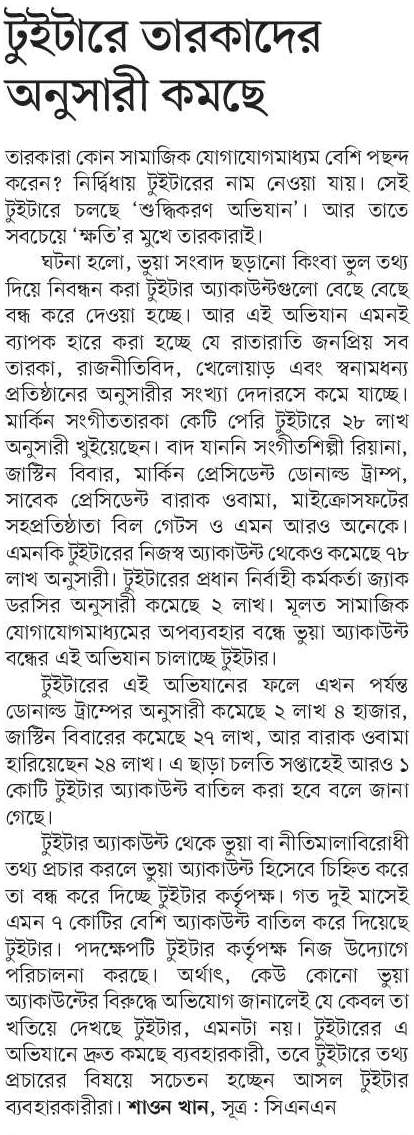 টুইটারে তারকাদের
অনুসারী কমছে
তারকারা কোন সামাজিক যোগাযোগমাধ্যম বেশি পছন্দ
করেন? নির্দ্বিধায় টুইটারের নাম নেওয়া যায়। সেই
টুইটারে চলছে ‘শুদ্ধিকরণ অভিযান’। আর তাতে
সবচেয়ে ‘ক্ষতি’র মুখে তারকারাই।
ঘটনা হলো, ভুয়া সংবাদ ছড়ানো কিংবা ভুল তথ্য
দিয়ে নিবন্ধন করা টুইটার অ্যাকাউন্টগুলো বেছে বেছে
বন্ধ করে দেওয়া হচ্ছে। আর এই অভিযান এমনই
ব্যাপক হারে করা হচ্ছে যে রাতারাতি জনপ্রিয় সব
তারকা, রাজনীতিবিদ, খেলোয়াড় এবং স্বনামধন্য
প্রতিষ্ঠানের অনুসারীর সংখ্যা দেদারসে কমে যাচ্ছে।
মার্কিন সংগীততারকা কেটি পেরি টুইটারে ২৮ লাখ
অনুসারী খুইয়েছেন। বাদ যাননি সংগীতশিল্পী রিয়ানা,
জাস্টিন বিবার, মার্কিন প্রেসিডেন্ট ডোনাল্ড ট্রাম্প,
সাবেক প্রেসিডেন্ট বারাক ওবামা, মাইক্রোসফটের
সহপ্রতিষ্ঠাতা বিল গেটস ও এমন আরও অনেকে।
এমনকি টুইটারের নিজস্ব অ্যাকাউন্ট থেকেও কমেছে ৭৮
লাখ অনুসারী। টুইটারের প্রধান নির্বাহী কর্মকর্তা জ্যাক
ডরসির অনুসারী কমেছে ২ লাখ। মূলত সামাজিক
যোগাযোগমাধ্যমের অপব্যবহার বন্ধে ভুয়া অ্যাকাউন্ট
বন্ধের এই অভিযান চালাচ্ছে টুইটার।
টুইটারের এই অভিযানের ফলে এখন পর্যন্ত
ডোনাল্ড ট্রাম্পের অনুসারী কমেছে ২ লাখ ৪ হাজার,
জাস্টিন বিবারের কমেছে ২৭ লাখ, আর বারাক ওবামা
হারিয়েছেন ২৪ লাখ। এ ছাড়া চলতি সপ্তাহেই আরও ১
কোটি টুইটার অ্যাকাউন্ট বাতিল করা হবে বলে জানা
গেছে।
টুইটার অ্যাকাউন্ট থেকে ভুয়া বা নীতিমালাবিরোধী
তথ্য প্রচার করলে ভুয়া অ্যাকাউন্ট হিসেবে চিহ্নিত করে
তা বন্ধ করে দিচ্ছে টুইটার কর্তৃপক্ষ। গত দুই মাসেই
এমন ৭ কোটির বেশি অ্যাকাউন্ট বাতিল করে দিয়েছে
টুইটার। পদক্ষেপটি টুইটার কর্তৃপক্ষ নিজ উদ্যোগে
পরিচালনা করছে। অর্থাৎ, কেউ কোনো ভুয়া
অ্যাকাউন্টের বিরুদ্ধে অভিযোগ জানালেই যে কেবল তা
খতিয়ে দেখছে টুইটার, এমনটা নয়। টুইটারের এ
অভিযানে দ্রুত কমছে ব্যবহারকারী, তবে টুইটারে তথ্য
প্রচারের বিষয়ে সচেতন হচ্ছেন আসল টুইটার
ব্যবহারকারীরা। শাওন খান, সূত্র : সিএনএন